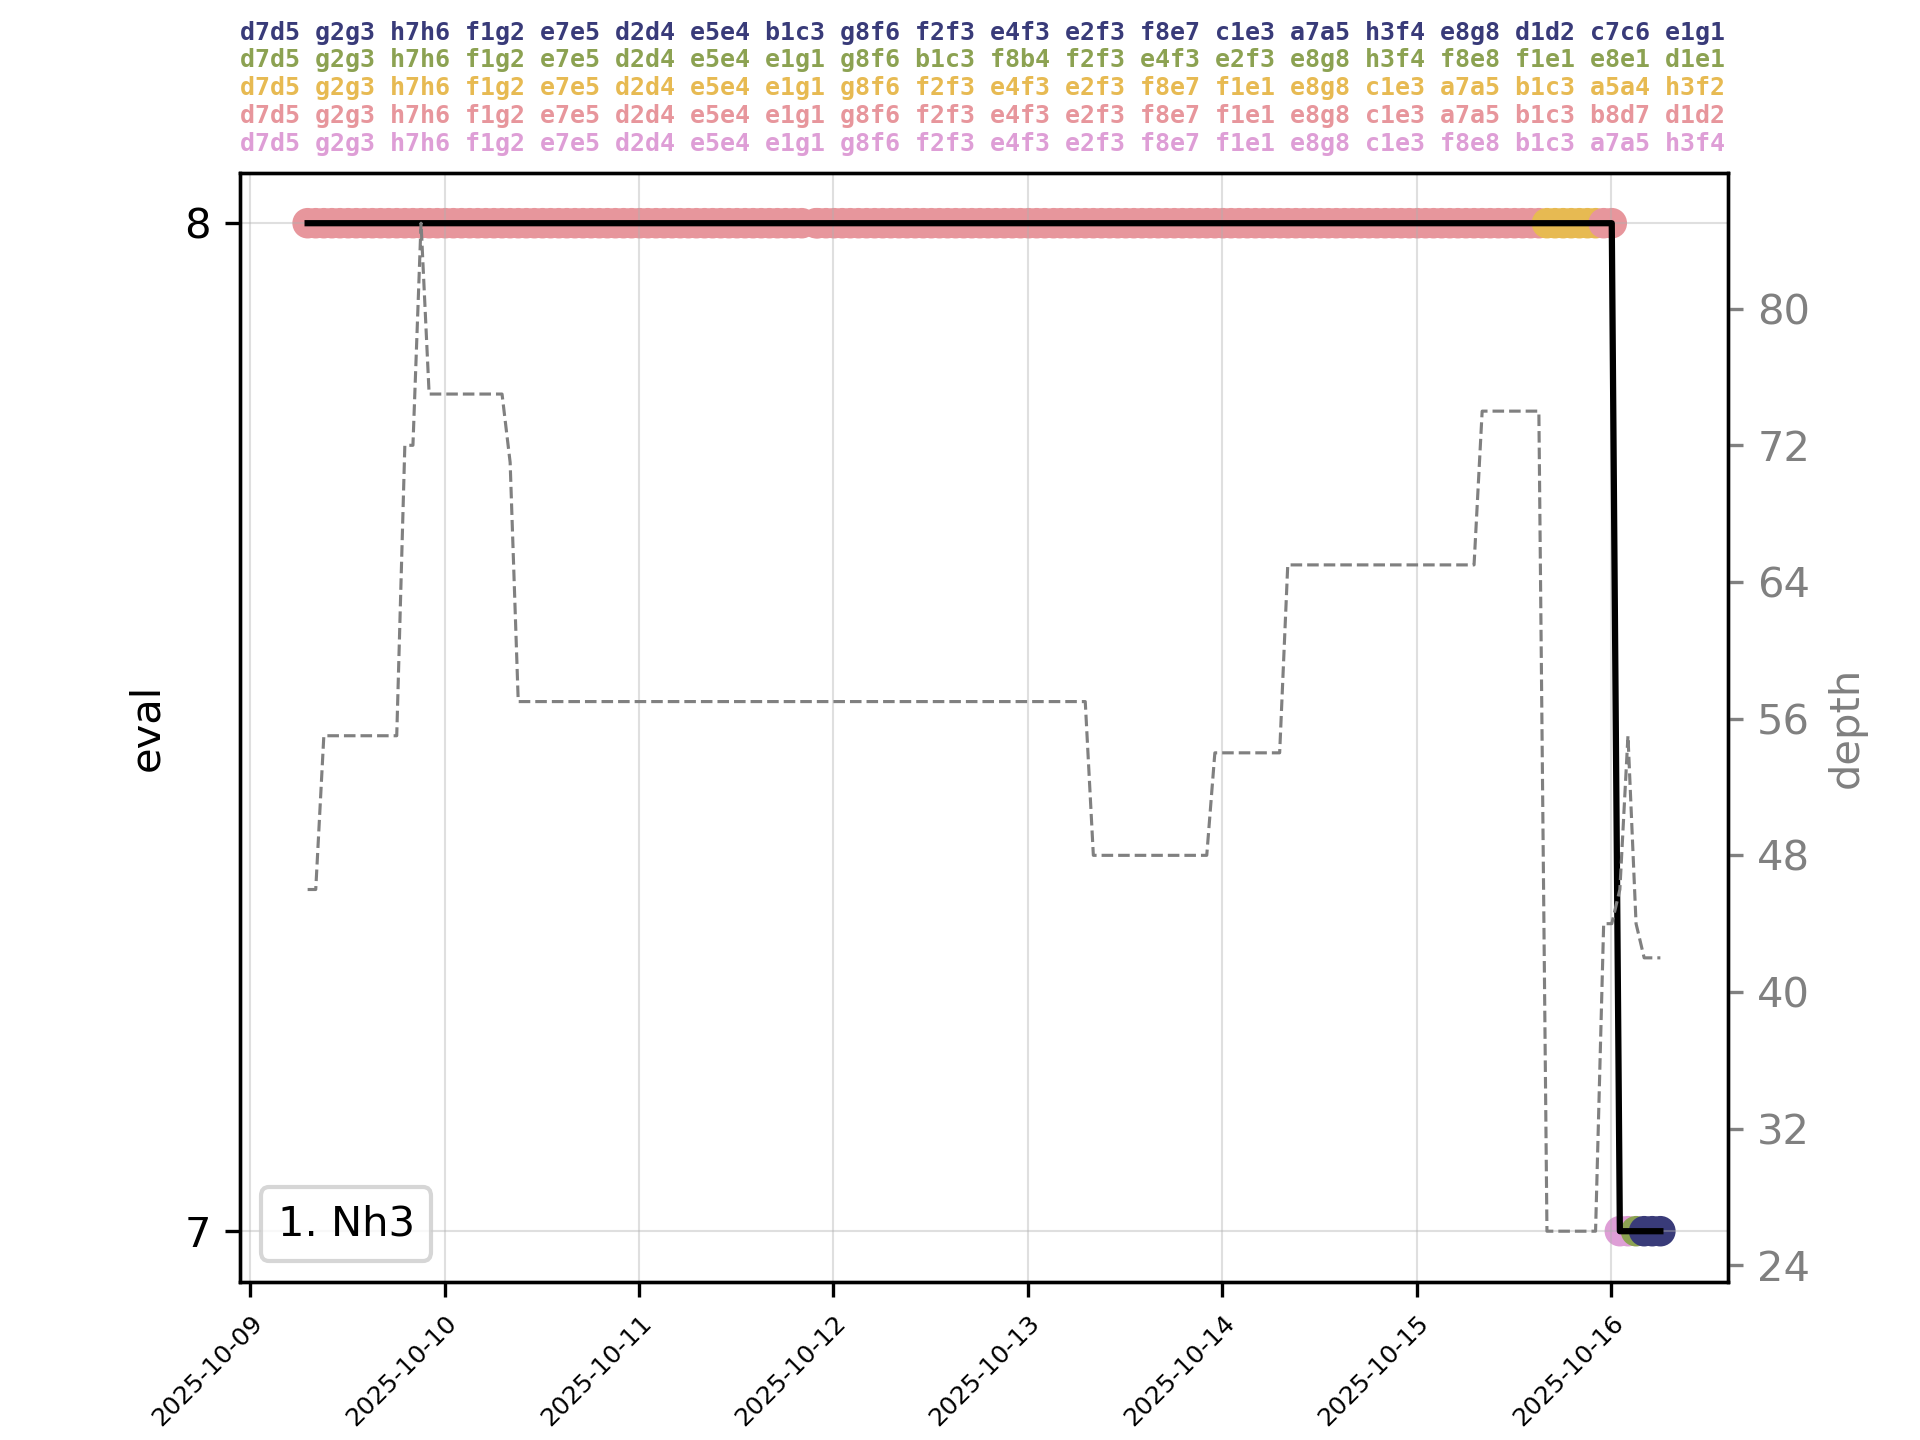 d7d5 g2g3 h7h6 f1g2 e7e5 d2d4 e5e4 b1c3 g8f6 f2f3 e4f3 e2f3 f8e7 c1e3 a7a5 h3f4 e8g8 d1d2 c7c6 e1g1
d7d5 g2g3 h7h6 f1g2 e7e5 d2d4 e5e4 e1g1 g8f6 b1c3 f8b4 f2f3 e4f3 e2f3 e8g8 h3f4 f8e8 f1e1 e8e1 d1e1
d7d5 g2g3 h7h6 f1g2 e7e5 d2d4 e5e4 e1g1 g8f6 f2f3 e4f3 e2f3 f8e7 f1e1 e8g8 c1e3 a7a5 b1c3 a5a4 h3f2
d7d5 g2g3 h7h6 f1g2 e7e5 d2d4 e5e4 e1g1 g8f6 f2f3 e4f3 e2f3 f8e7 f1e1 e8g8 c1e3 a7a5 b1c3 b8d7 d1d2
d7d5 g2g3 h7h6 f1g2 e7e5 d2d4 e5e4 e1g1 g8f6 f2f3 e4f3 e2f3 f8e7 f1e1 e8g8 c1e3 f8e8 b1c3 a7a5 h3f4
8
7
eval
80
72
64
56
48
40
32
24
depth
1. Nh3
2025-10-09
2025-10-10
2025-10-11
2025-10-12
2025-10-13
2025-10-14
2025-10-15
2025-10-16